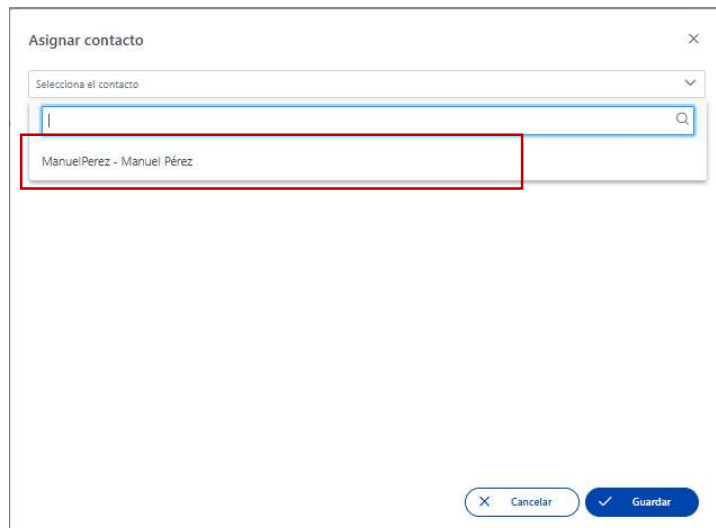 Asignar contacto
Selecciona el contacto
ManuelPerez - Manuel Pérez
Cancelar
Guardar